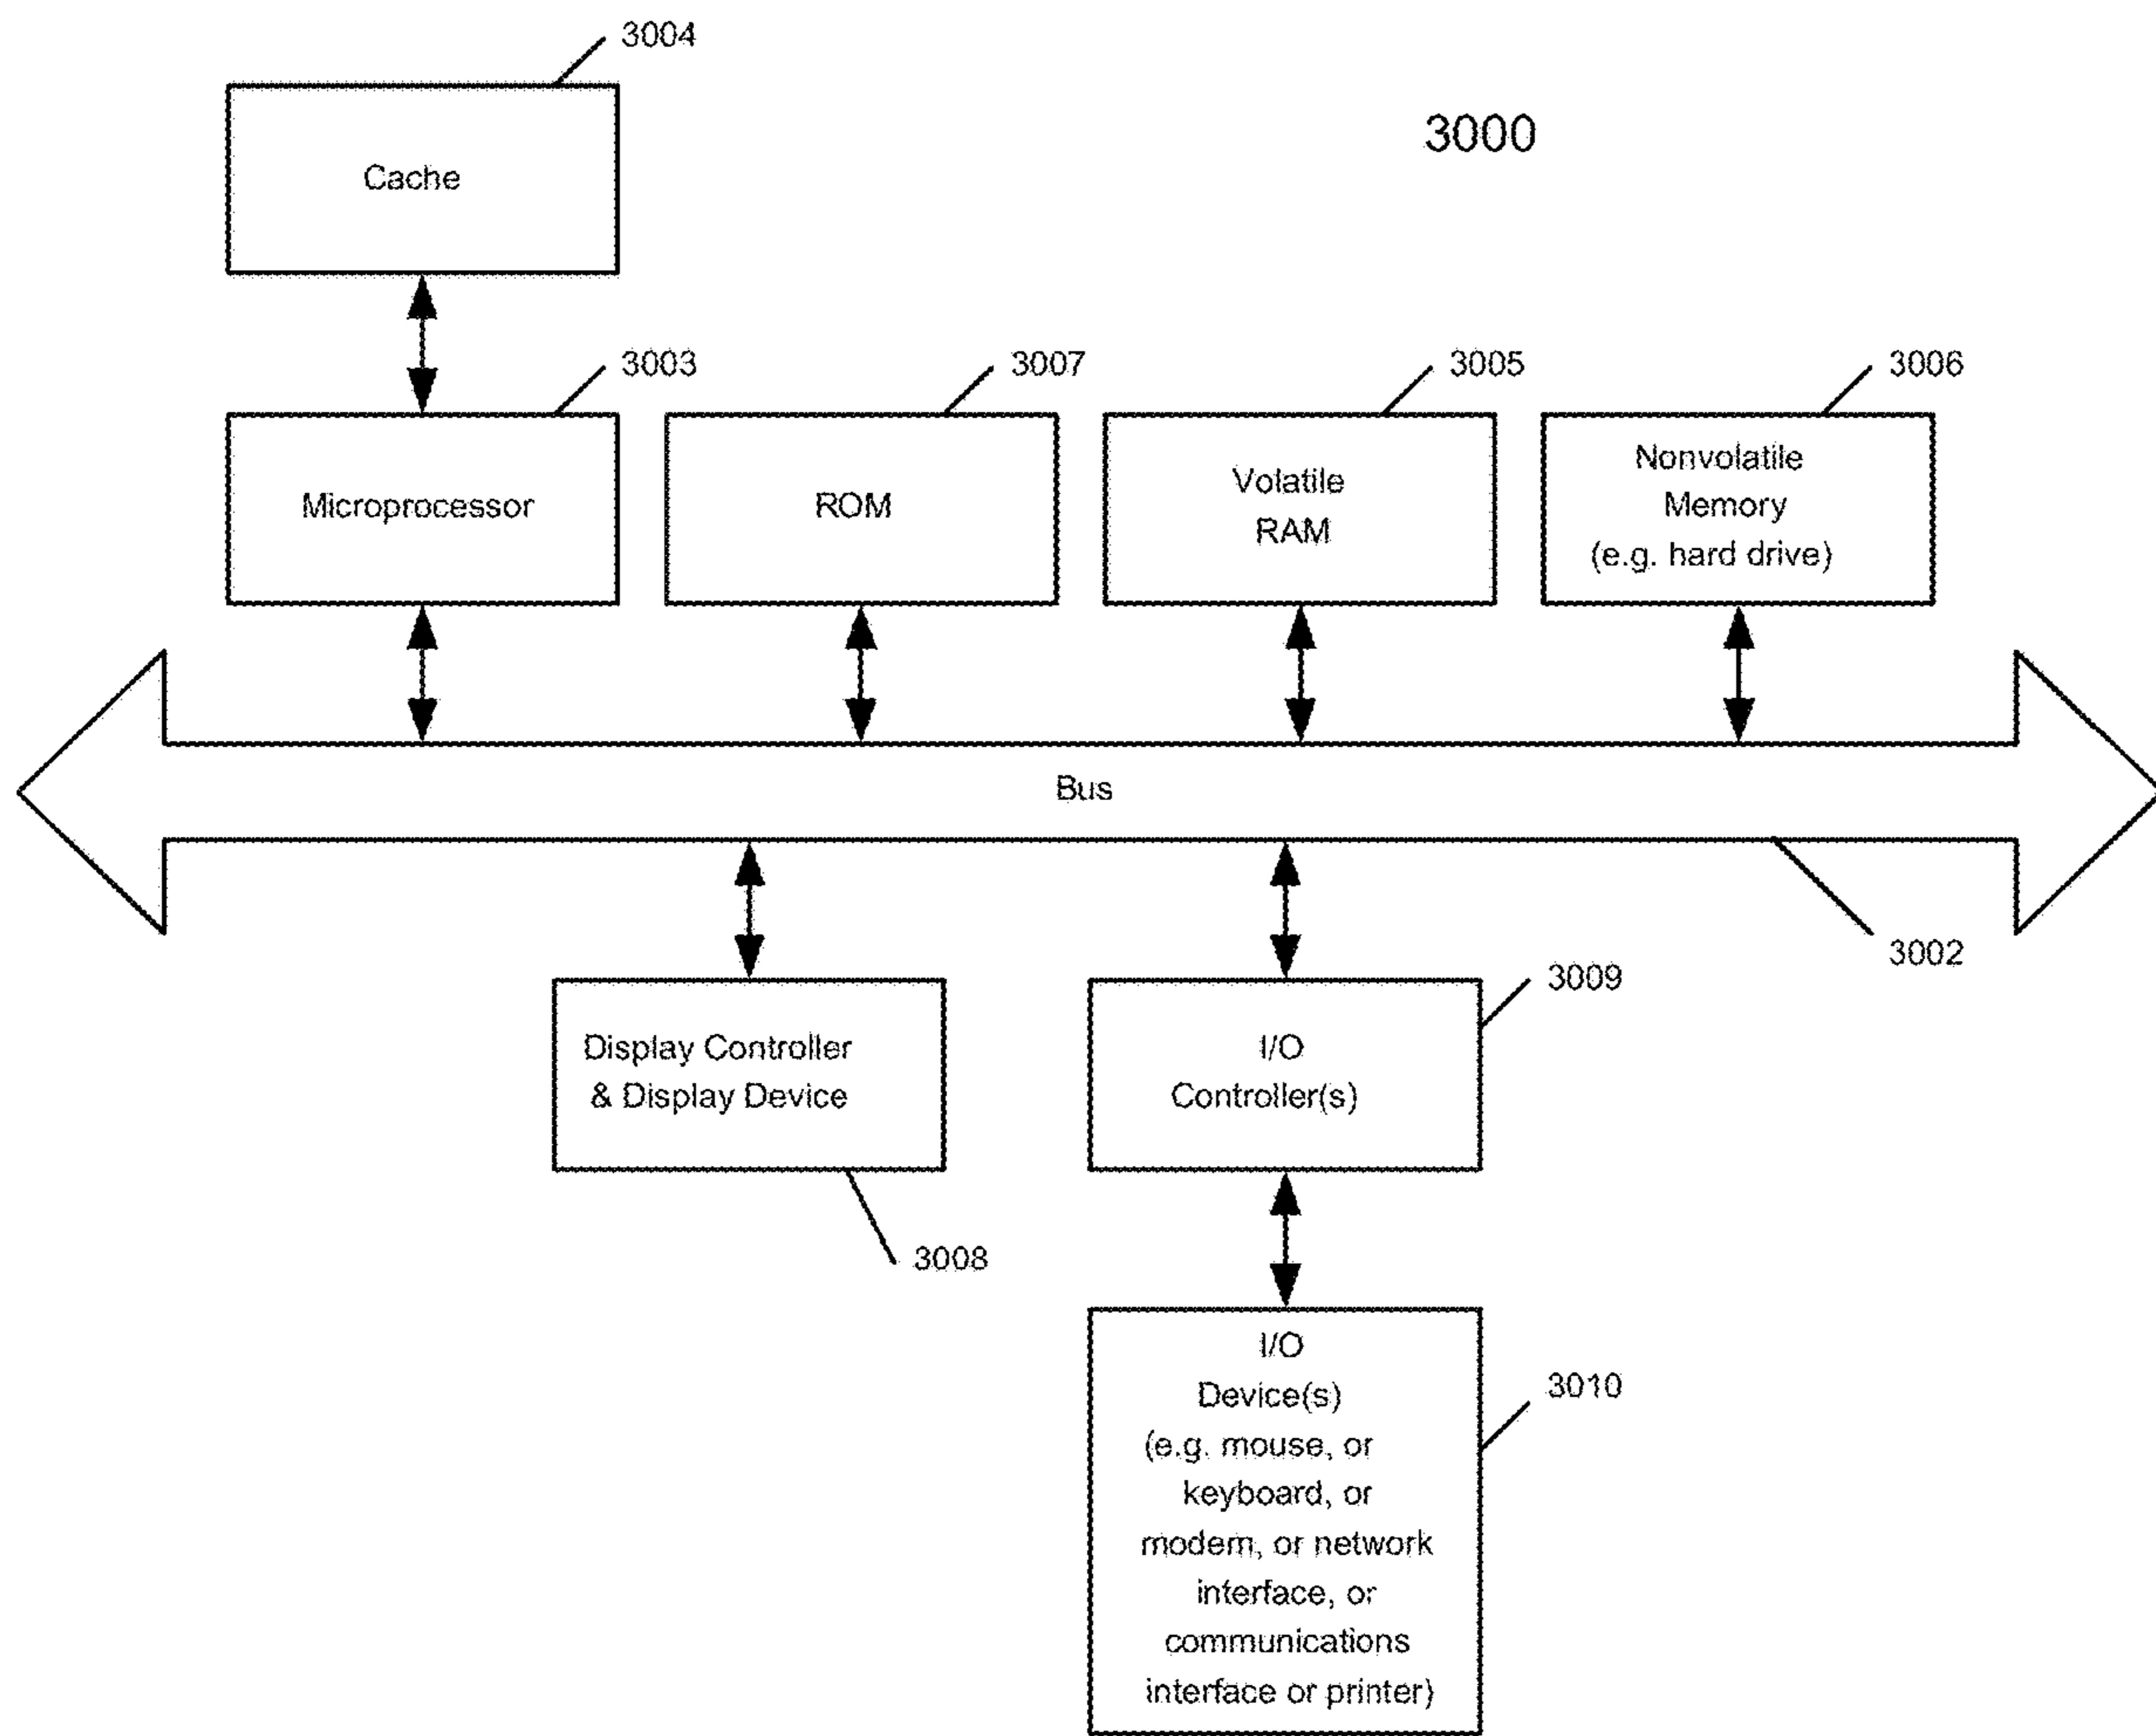 3004
3000
Cache
3003
3007
3005
3006
Microprocessor
ROM
Volatile
RAM
Nonvolatile
Memory
(e.g. hard drive)
Bus
3002
Display Controller
& Display Device
3008
I/O
Controller(s)
3009
I/O
Device(s)
(e.g. mouse, or
keyboard, or
modem, or network
interface, or
communications
interface or printer)
3010